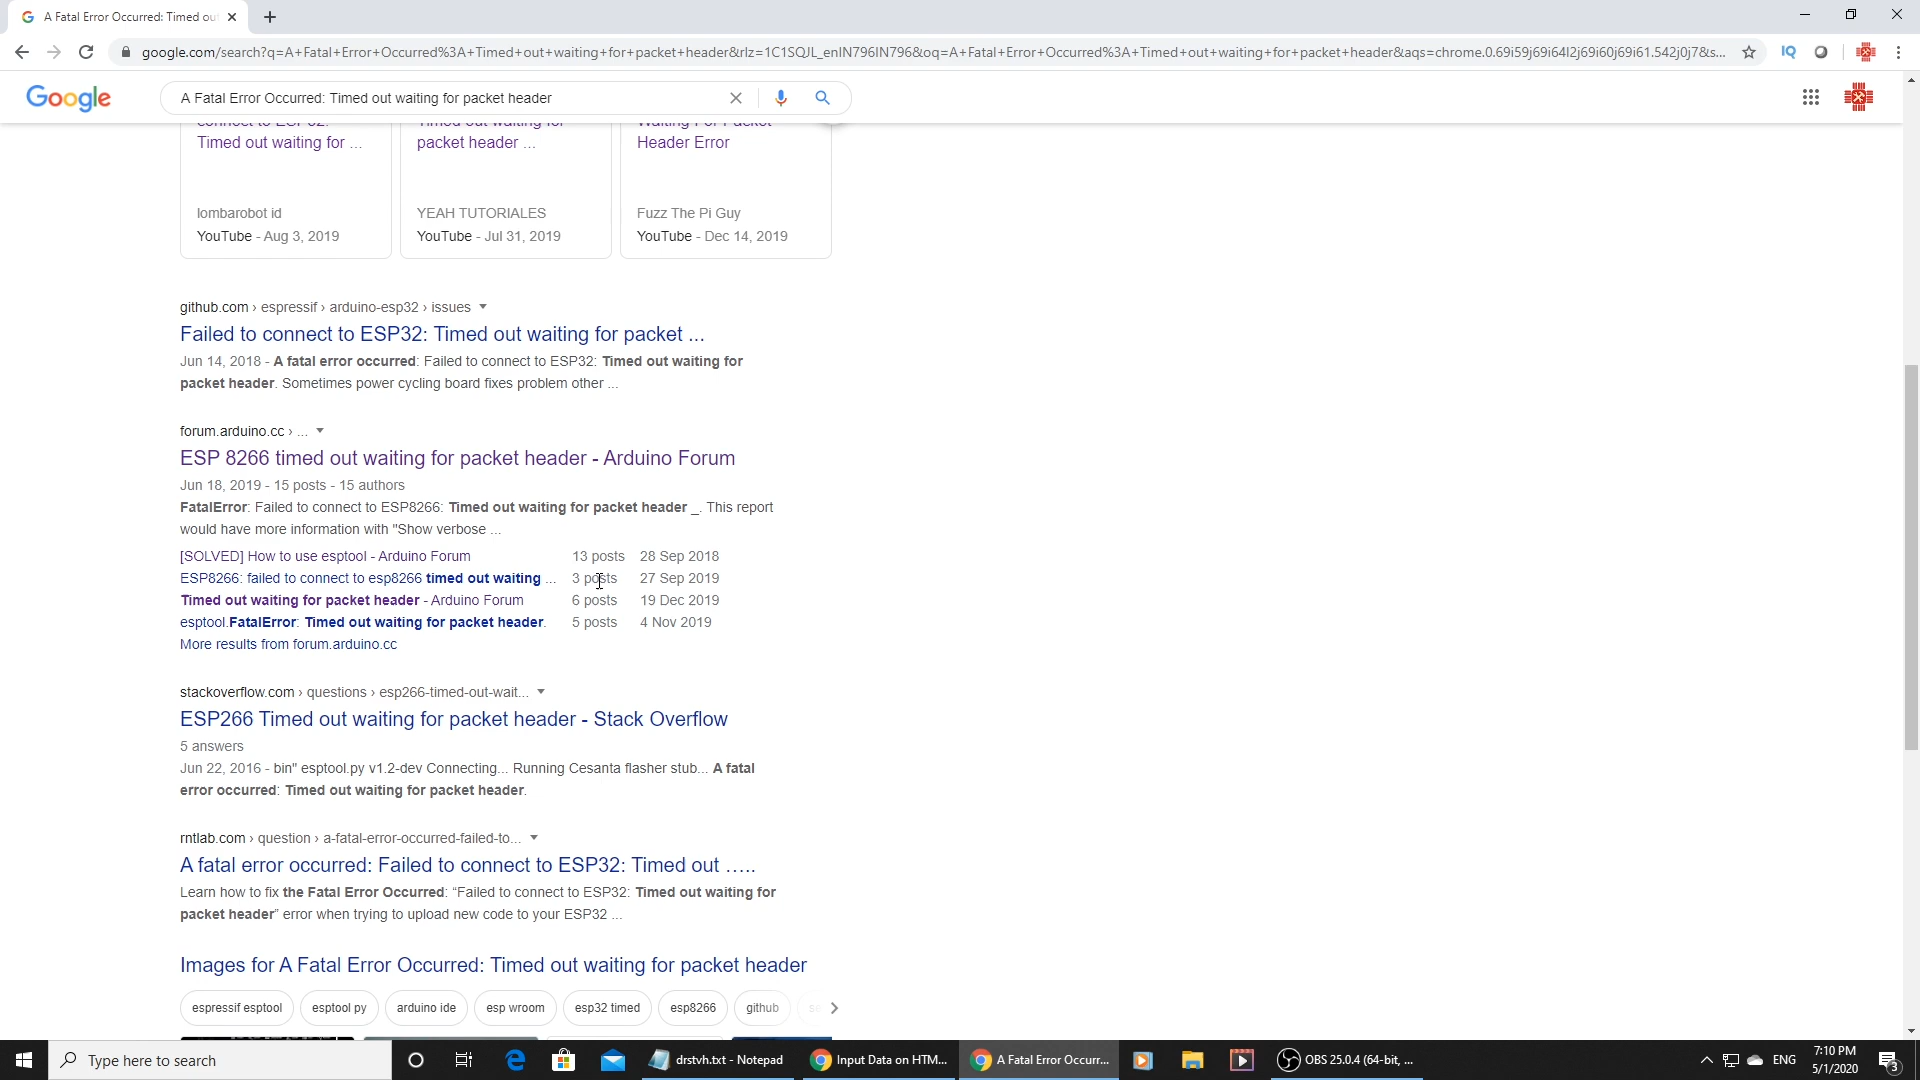 A Fatal Error Occurred: Timed out
google.com/search?q=A+Fatal+Error+Occurred%3A+Timed+out+waiting+for+packet+header&rlz=1C1SQJL_enIN796IN796&oq=A+Fatal+Error+Occurred%3A+Timed+out+waiting+for+packet+header&aqs=chrome.0.69i59j69i64l2j69i60j69i61.542j0j7&s...
IQ
Google
A Fatal Error Occurred: Timed out waiting for packet header
connect to ESP32:
Timed out waiting for ...
Timed out waiting for
packet header ...
Waiting For Packet
Header Error
lombarobot id
YouTube - Aug 3, 2019
YEAH TUTORIALES
YouTube - Jul 31, 2019
Fuzz The Pi Guy
YouTube - Dec 14, 2019
github.com › espressif › arduino-esp32 › issues
Failed to connect to ESP32: Timed out waiting for packet ...
Jun 14, 2018 - A fatal error occurred: Failed to connect to ESP32: Timed out waiting for
packet header. Sometimes power cycling board fixes problem other ...
forum.arduino.cc › ...
ESP 8266 timed out waiting for packet header - Arduino Forum
Jun 18, 2019 - 15 posts - 15 authors
FatalError: Failed to connect to ESP8266: Timed out waiting for packet header _. This report
would have more information with "Show verbose ...
[SOLVED] How to use esptool - Arduino Forum 13 posts 28 Sep 2018
ESP8266: failed to connect to esp8266 timed out waiting ... 3 posts 27 Sep 2019
Timed out waiting for packet header - Arduino Forum 6 posts 19 Dec 2019
esptool.FatalError: Timed out waiting for packet header. 5 posts 4 Nov 2019
More results from forum.arduino.cc
stackoverflow.com › questions › esp266-timed-out-wait...
ESP266 Timed out waiting for packet header - Stack Overflow
5 answers
Jun 22, 2016 - bin" esptool.py v1.2-dev Connecting... Running Cesanta flasher stub... A fatal
error occurred: Timed out waiting for packet header.
rntlab.com › question › a-fatal-error-occurred-failed-to...
A fatal error occurred: Failed to connect to ESP32: Timed out …..
Learn how to fix the Fatal Error Occurred: “Failed to connect to ESP32: Timed out waiting for
packet header” error when trying to upload new code to your ESP32 ...
Images for A Fatal Error Occurred: Timed out waiting for packet header
espressif esptool
esptool py
arduino ide
esp wroom
esp32 timed
esp8266
github
Type here to search
drstvh.txt - Notepad
Input Data on HTM...
A Fatal Error Occurr...
OBS 25.0.4 (64-bit, ...
ENG
7:10 PM
5/1/2020
3